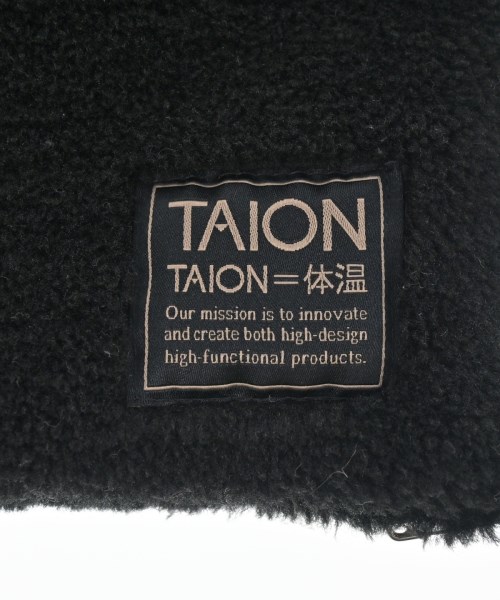 TAION
TAION=体温
Our mission is to innovate
and create both high-design
high-functional products.